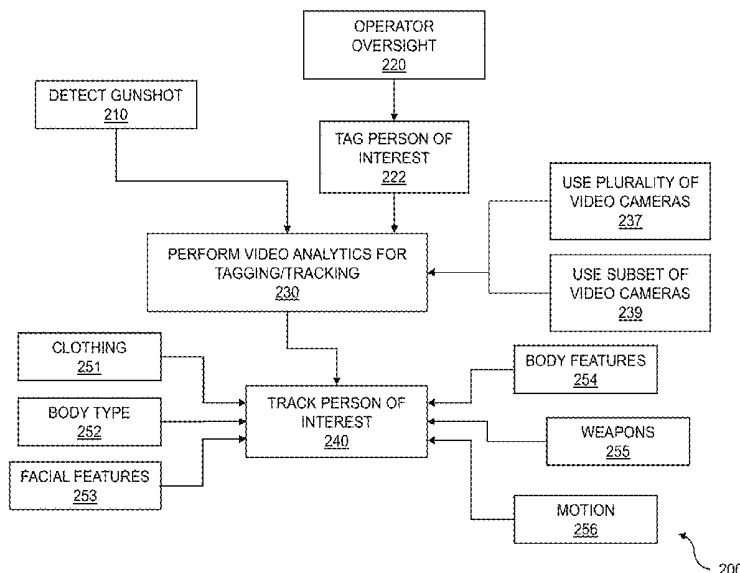 OPERATOR
OVERSIGHT
220
DETECT GUNSHOT
210
TAG PERSON OF
INTEREST
222
USE PLURALITY OF
VIDEO CAMERAS
237
PERFORM VIDEO ANALYTICS FOR
TAGGING/TRACKING
230
USE SUBSET OF
VIDEO CAMERAS
239
CLOTHING
251
BODY FEATURES
254
BODY TYPE
252
TRACK PERSON OF
INTEREST
240
WEAPONS
255
FACIAL FEATURES
253
MOTION
256
200